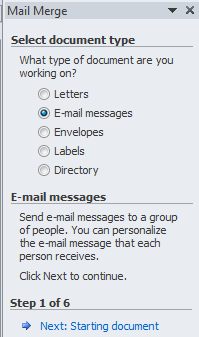 Mail Merge
Select document type
What type of document are you
working on?
Letters
E-mail messages
Envelopes
Labels
Directory
E-mail messages
Send e-mail messages to a group
of people. You can personalize
the e-mail message that each
person receives.
Click Next to continue.
Step 1 of 6
Next: Starting document